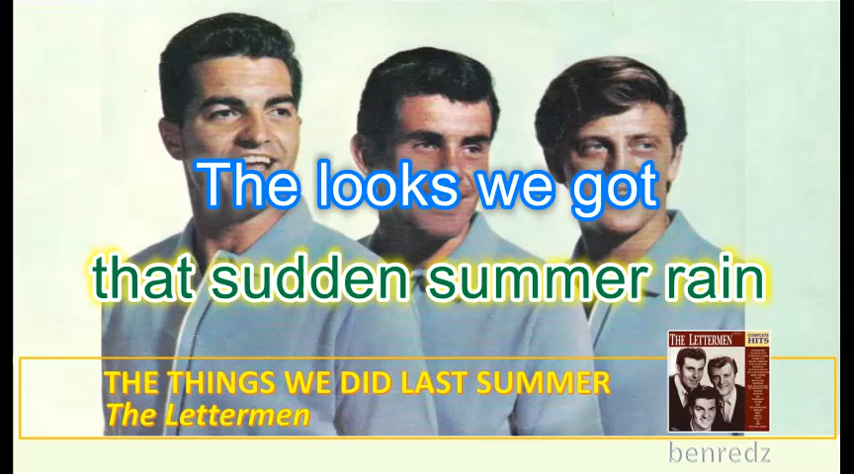 The looks we got
that sudden summer rain
THE LETTERMEN
COMPLETE
HITS
THE THINGS WE DID LAST SUMMER
The Lettermen
benredz